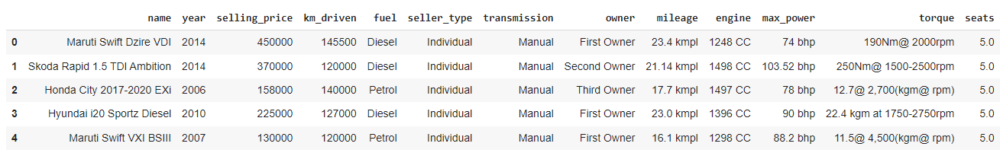 name year selling_price km_driven fuel seller_type transmission owner mileage engine max_power torque seats
0 Maruti Swift Dzire VDI 2014 450000 145500 Diesel Individual Manual First Owner 23.4 kmpl 1248 CC 74 bhp 190Nm@ 2000rpm 5.0
1 Skoda Rapid 1.5 TDI Ambition 2014 370000 120000 Diesel Individual Manual Second Owner 21.14 kmpl 1498 CC 103.52 bhp 250Nm@ 1500-2500rpm 5.0
2 Honda City 2017-2020 EXi 2006 158000 140000 Petrol Individual Manual Third Owner 17.7 kmpl 1497 CC 78 bhp 12.7@ 2,700(kgm@ rpm) 5.0
3 Hyundai i20 Sportz Diesel 2010 225000 127000 Diesel Individual Manual First Owner 23.0 kmpl 1396 CC 90 bhp 22.4 kgm at 1750-2750rpm 5.0
4 Maruti Swift VXI BSIII 2007 130000 120000 Petrol Individual Manual First Owner 16.1 kmpl 1298 CC 88.2 bhp 11.5@ 4,500(kgm@ rpm) 5.0